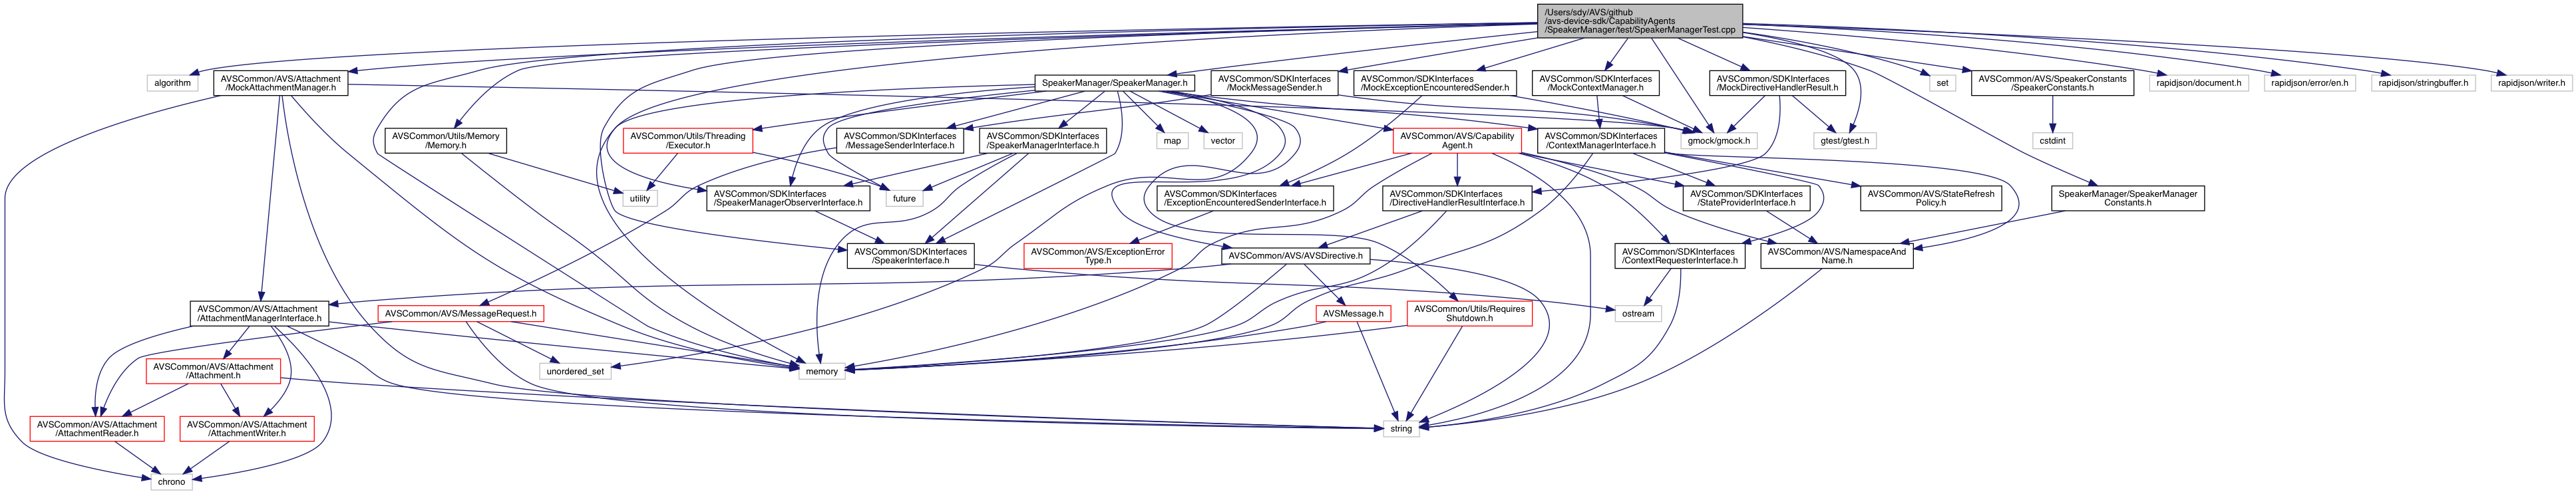 /Users/sdy/AVS/github
/avs-device-sdk/CapabilityAgents
/SpeakerManager/test/SpeakerManagerTest.cpp
algorithm
AVSCommon/AVS/Attachment
/MockAttachmentManager.h
SpeakerManager/SpeakerManager.h
AVSCommon/SDKInterfaces
/MockMessageSender.h
AVSCommon/SDKInterfaces
/MockExceptionEncounteredSender.h
AVSCommon/SDKInterfaces
/MockContextManager.h
AVSCommon/SDKInterfaces
/MockDirectiveHandlerResult.h
set
AVSCommon/AVS/SpeakerConstants
/SpeakerConstants.h
rapidjson/document.h
rapidjson/error/en.h
rapidjson/stringbuffer.h
rapidjson/writer.h
AVSCommon/Utils/Memory
/Memory.h
AVSCommon/Utils/Threading
/Executor.h
AVSCommon/SDKInterfaces
/MessageSenderInterface.h
AVSCommon/SDKInterfaces
/SpeakerManagerInterface.h
map
vector
AVSCommon/AVS/Capability
Agent.h
AVSCommon/SDKInterfaces
/ContextManagerInterface.h
gmock/gmock.h
gtest/gtest.h
cstdint
utility
AVSCommon/SDKInterfaces
/SpeakerManagerObserverInterface.h
future
AVSCommon/SDKInterfaces
/ExceptionEncounteredSenderInterface.h
AVSCommon/SDKInterfaces
/DirectiveHandlerResultInterface.h
AVSCommon/SDKInterfaces
/StateProviderInterface.h
AVSCommon/AVS/StateRefresh
Policy.h
SpeakerManager/SpeakerManager
Constants.h
AVSCommon/SDKInterfaces
/SpeakerInterface.h
AVSCommon/AVS/ExceptionError
Type.h
AVSCommon/AVS/AVSDirective.h
AVSCommon/SDKInterfaces
/ContextRequesterInterface.h
AVSCommon/AVS/NamespaceAnd
Name.h
AVSCommon/AVS/Attachment
/AttachmentManagerInterface.h
AVSCommon/AVS/MessageRequest.h
AVSMessage.h
AVSCommon/Utils/Requires
Shutdown.h
ostream
AVSCommon/AVS/Attachment
/Attachment.h
unordered_set
memory
AVSCommon/AVS/Attachment
/AttachmentReader.h
AVSCommon/AVS/Attachment
/AttachmentWriter.h
string
chrono